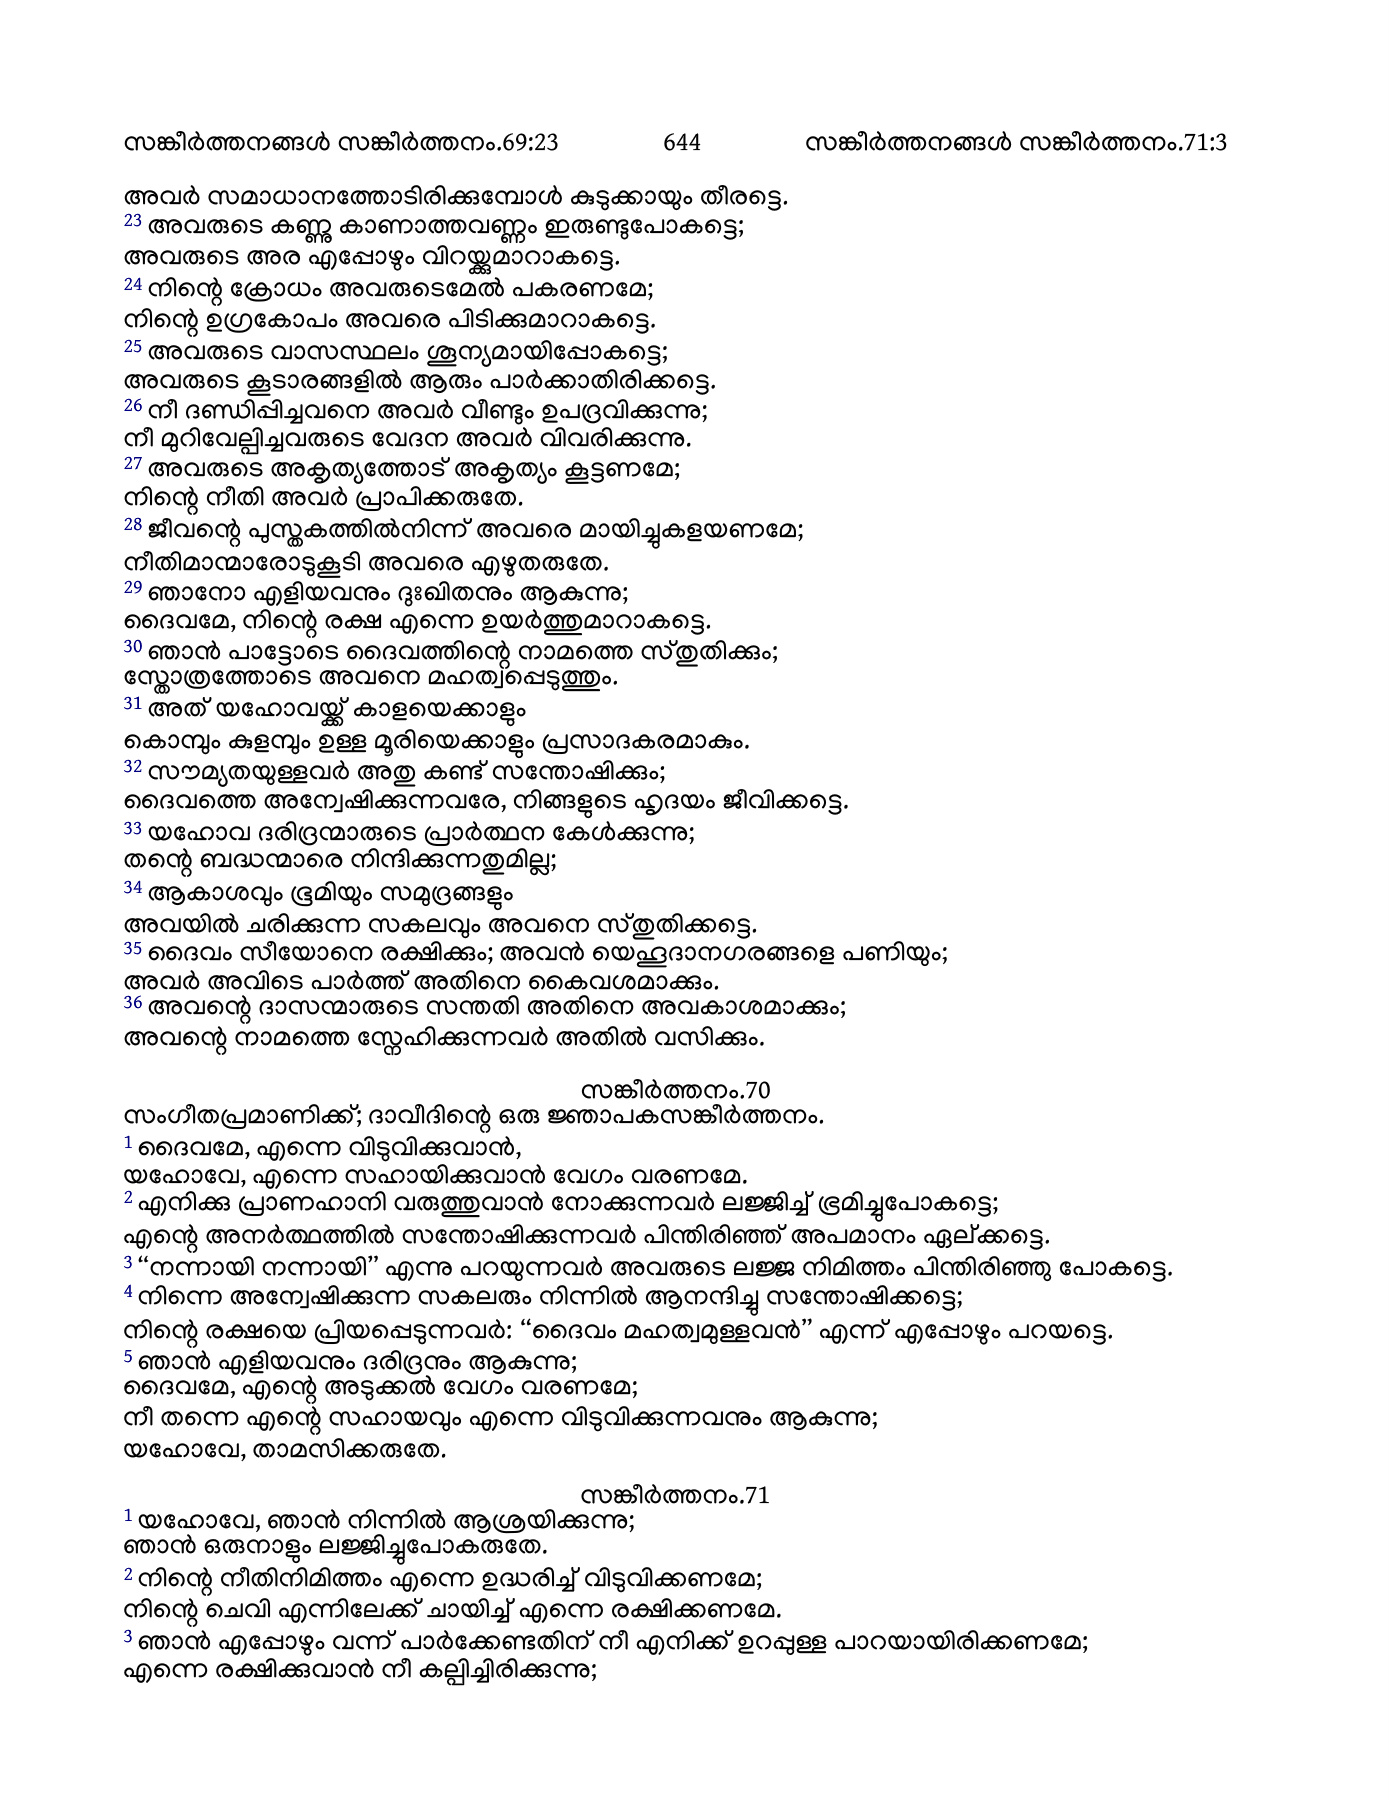 സങ്കീർത്തനങ്ങൾ സങ്കീർത്തനം.69:23 644 സങ്കീർത്തനങ്ങൾ സങ്കീർത്തനം.71:3
അവർ സമാധാനത്തോടിരിക്കുമ്പോൾ കുടുക്കായും തീരട്ടെ.
23 അവരുടെ കണ്ണു കാണാത്തവണ്ണം ഇരുണ്ടുപോകട്ടെ;
അവരുടെ അര എപ്പോഴും വിറയ്ക്കുമാറാകട്ടെ.
24 നിന്റെ ക്രോധം അവരുടെമേൽ പകരണമേ;
നിന്റെ ഉഗ്രകോപം അവരെ പിടിക്കുമാറാകട്ടെ.
25 അവരുടെ വാസസ്ഥലം ശൂന്യമായിപ്പോകട്ടെ;
അവരുടെ കൂടാരങ്ങളിൽ ആരും പാർക്കാതിരിക്കട്ടെ.
26 നീ ദണ്ഡിപ്പിച്ചവനെ അവർ വീണ്ടും ഉപദ്രവിക്കുന്നു;
നീ മുറിവേല്പിച്ചവരുടെ വേദന അവർ വിവരിക്കുന്നു.
27 അവരുടെ അകൃത്യത്തോട് അകൃത്യം കൂട്ടണമേ;
നിന്റെ നീതി അവർ പ്രാപിക്കരുതേ.
28 ജീവന്റെ പുസ്തകത്തിൽനിന്ന് അവരെ മായിച്ചുകളയണമേ;
നീതിമാന്മാരോടുകൂടി അവരെ എഴുതരുതേ.
29 ഞാനോ എളിയവനും ദുഃഖിതനും ആകുന്നു;
ദൈവമേ, നിന്റെ രക്ഷ എന്നെ ഉയർത്തുമാറാകട്ടെ.
30 ഞാൻ പാട്ടോടെ ദൈവത്തിന്റെ നാമത്തെ സ്തുതിക്കും;
സ്തോത്രത്തോടെ അവനെ മഹത്വപ്പെടുത്തും.
31 അത് യഹോവയ്ക്ക് കാളയെക്കാളും
കൊമ്പും കുളമ്പും ഉള്ള മൂരിയെക്കാളും പ്രസാദകരമാകും.
32 സൗമ്യതയുള്ളവർ അതു കണ്ട് സന്തോഷിക്കും;
ദൈവത്തെ അന്വേഷിക്കുന്നവരേ, നിങ്ങളുടെ ഹൃദയം ജീവിക്കട്ടെ.
33 യഹോവ ദരിദ്രന്മാരുടെ പ്രാർത്ഥന കേൾക്കുന്നു;
തന്റെ ബദ്ധന്മാരെ നിന്ദിക്കുന്നതുമില്ല;
34 ആകാശവും ഭൂമിയും സമുദ്രങ്ങളും
അവയിൽ ചരിക്കുന്ന സകലവും അവനെ സ്തുതിക്കട്ടെ.
35 ദൈവം സീയോനെ രക്ഷിക്കും; അവൻ യെഹൂദാനഗരങ്ങളെ പണിയും;
അവർ അവിടെ പാർത്ത് അതിനെ കൈവശമാക്കും.
36 അവന്റെ ദാസന്മാരുടെ സന്തതി അതിനെ അവകാശമാക്കും;
അവന്റെ നാമത്തെ സ്നേഹിക്കുന്നവർ അതിൽ വസിക്കും.
സങ്കീർത്തനം.70
സംഗീതപ്രമാണിക്ക്; ദാവീദിന്റെ ഒരു ജ്ഞാപകസങ്കീർത്തനം.
1 ദൈവമേ, എന്നെ വിടുവിക്കുവാൻ,
യഹോവേ, എന്നെ സഹായിക്കുവാൻ വേഗം വരണമേ.
2 എനിക്കു പ്രാണഹാനി വരുത്തുവാൻ നോക്കുന്നവർ ലജ്ജിച്ച് ഭ്രമിച്ചുപോകട്ടെ;
എന്റെ അനർത്ഥത്തിൽ സന്തോഷിക്കുന്നവർ പിന്തിരിഞ്ഞ് അപമാനം ഏല്ക്കട്ടെ.
3 “നന്നായി നന്നായി” എന്നു പറയുന്നവർ അവരുടെ ലജ്ജ നിമിത്തം പിന്തിരിഞ്ഞു പോകട്ടെ.
4 നിന്നെ അന്വേഷിക്കുന്ന സകലരും നിന്നിൽ ആനന്ദിച്ചു സന്തോഷിക്കട്ടെ;
നിന്റെ രക്ഷയെ പ്രിയപ്പെടുന്നവർ: “ദൈവം മഹത്വമുള്ളവൻ” എന്ന് എപ്പോഴും പറയട്ടെ.
5 ഞാൻ എളിയവനും ദരിദ്രനും ആകുന്നു;
ദൈവമേ, എന്റെ അടുക്കൽ വേഗം വരണമേ;
നീ തന്നെ എന്റെ സഹായവും എന്നെ വിടുവിക്കുന്നവനും ആകുന്നു;
യഹോവേ, താമസിക്കരുതേ.
സങ്കീർത്തനം.71
1 യഹോവേ, ഞാൻ നിന്നിൽ ആശ്രയിക്കുന്നു;
ഞാൻ ഒരുനാളും ലജ്ജിച്ചുപോകരുതേ.
2 നിന്റെ നീതിനിമിത്തം എന്നെ ഉദ്ധരിച്ച് വിടുവിക്കണമേ;
നിന്റെ ചെവി എന്നിലേക്ക് ചായിച്ച് എന്നെ രക്ഷിക്കണമേ.
3 ഞാൻ എപ്പോഴും വന്ന് പാർക്കേണ്ടതിന് നീ എനിക്ക് ഉറപ്പുള്ള പാറയായിരിക്കണമേ;
എന്നെ രക്ഷിക്കുവാൻ നീ കല്പിച്ചിരിക്കുന്നു;